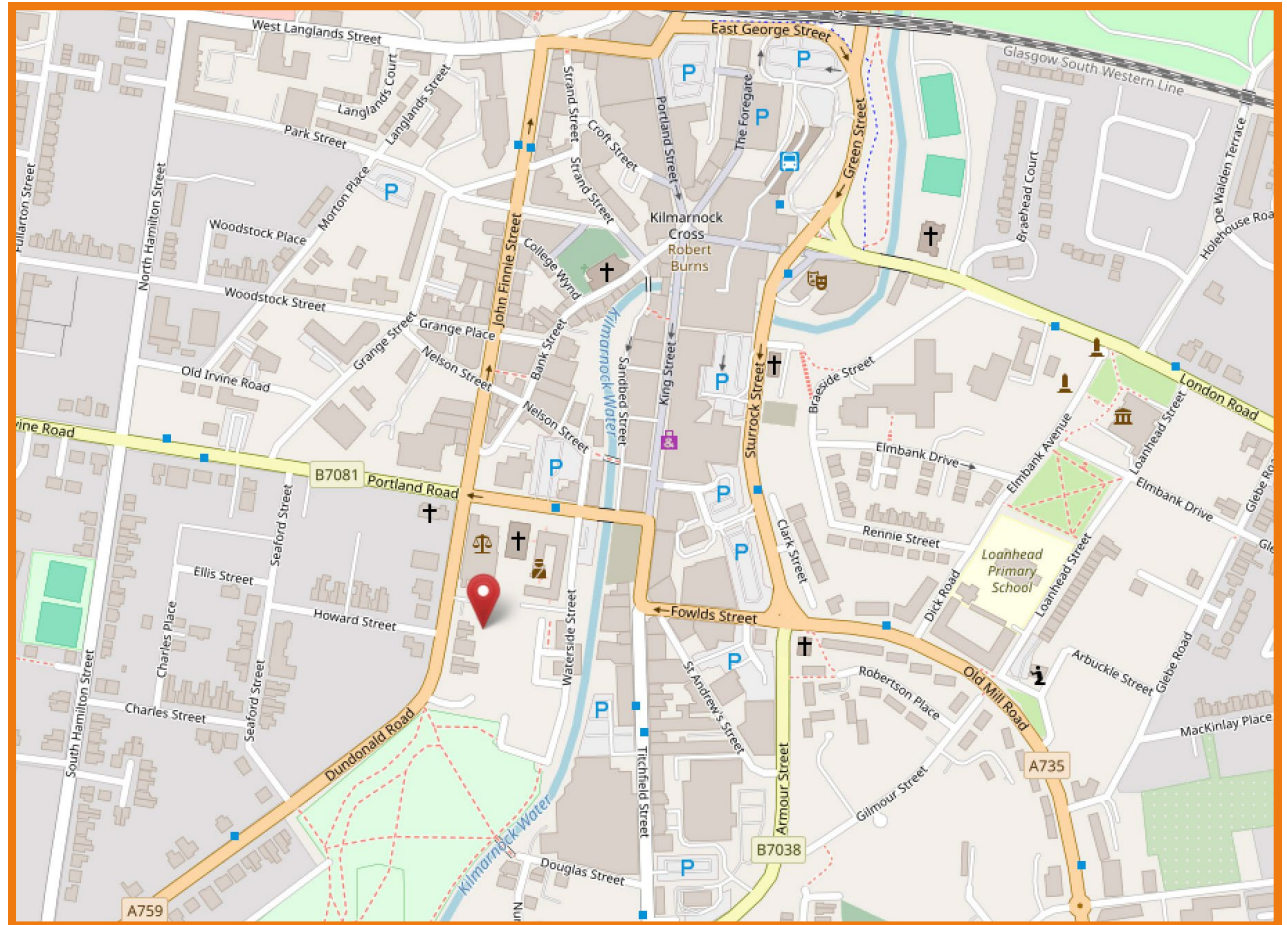 West Langlands Street
East George Street
Glasgow South Western Line
P
P
P
Langlands Court
Langlands Street
Strand Street
Croft Street
Portland Street
The Foregate
Green Street
Park Street
Morton Place
P
Strand Street
Braehead Court
De Walden Terrace
North Hamilton Street
Woodstock Place
Kilmarnock
Cross
Robert
Burns
College Wynd
John Finnie Street
Woodstock Street
Grange Place
Grange Street
Nelson Street
Bank Street
Kilmarnock Water
Sandbed Street
King Street
P
Sturrock Street
Braeside Street
London Road
Old Irvine Road
Nelson Street
B7081
Portland Road
P
P
P
Elmbank Drive
Elmbank Avenue
Loanhead Street
Elmbank Drive
Rennie Street
Clark Street
Loanhead
Primary
School
Loanhead Street
Dick Road
Seaford Street
Ellis Street
Charles Place
Howard Street
Fowlds Street
Waterside Street
P
P
St Andrew's Street
Robertson Place
Old Mill Road
Arbuckle Street
Glebe Road
MacKinlay Place
South Hamilton Street
Charles Street
Seaford Street
Dundonald Road
Titchfield Street
Armour Street
Gilmour Street
A735
B7038
Kilmarnock Water
Douglas Street
P
A759